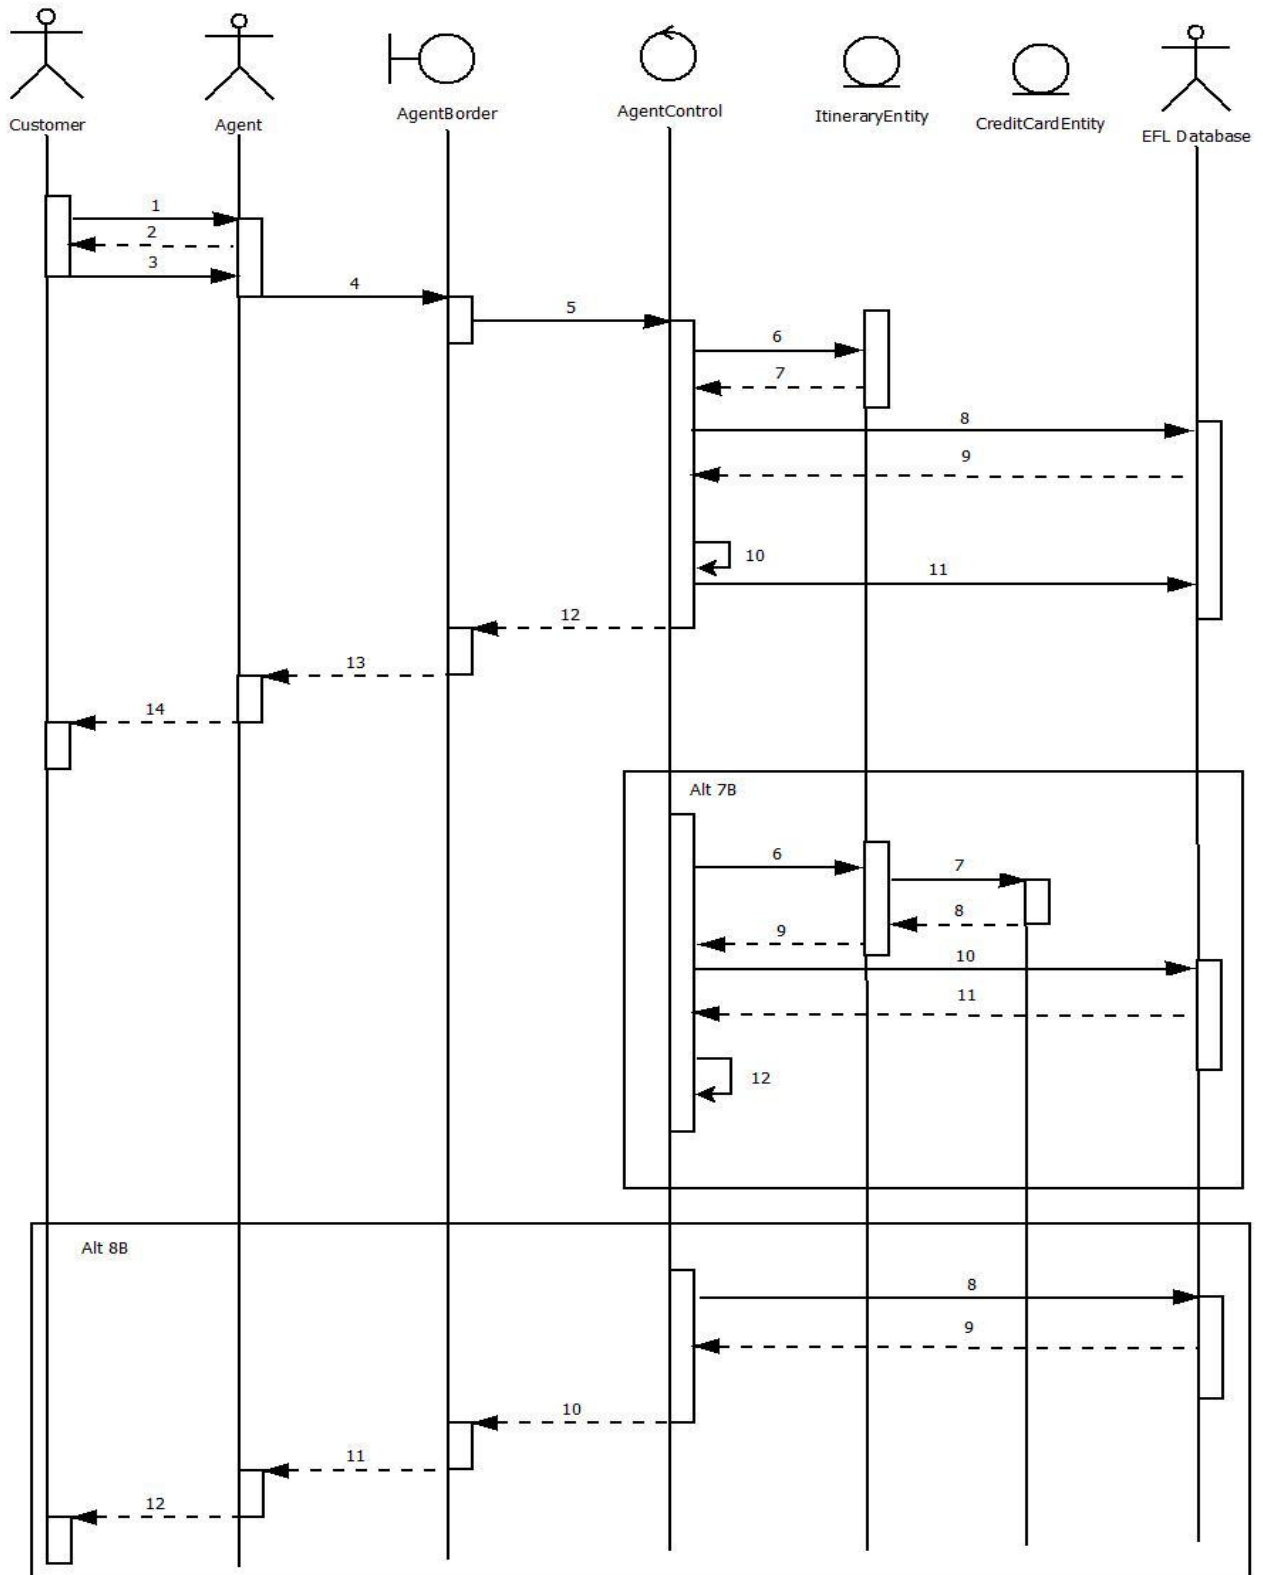 Customer
Agent
AgentBorder
AgentControl
ItineraryEntity
CreditCardEntity
EFL Database
1
2
3
4
5
6
7
8
9
10
11
12
13
14
Alt 7B
6
7
8
9
10
11
12
Alt 8B
8
9
10
11
12